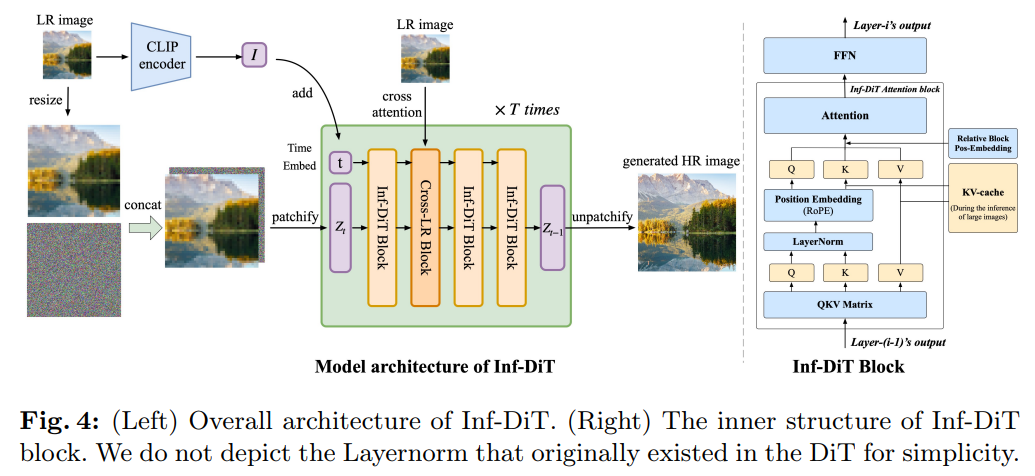 LR image
CLIP
encoder
I
LR image
resize
add
cross
attention
× T times
Time
Embed
t
concat
patchify
Z_t
Inf-DiT Block
Cross-LR Block
Inf-DiT Block
Inf-DiT Block
Z_{t-1}
unpatchify
generated HR image
Model architecture of Inf-DiT
Layer-i's output
FFN
Inf-DiT Attention block
Attention
Relative Block
Pos-Embedding
Q K V
KV-cache
(During the inference
of large images)
Position Embedding
(RoPE)
LayerNorm
Q K V
QKV Matrix
Layer-(i-1)'s output
Inf-DiT Block
Fig. 4: (Left) Overall architecture of Inf-DiT. (Right) The inner structure of Inf-DiT
block. We do not depict the Layernorm that originally existed in the DiT for simplicity.